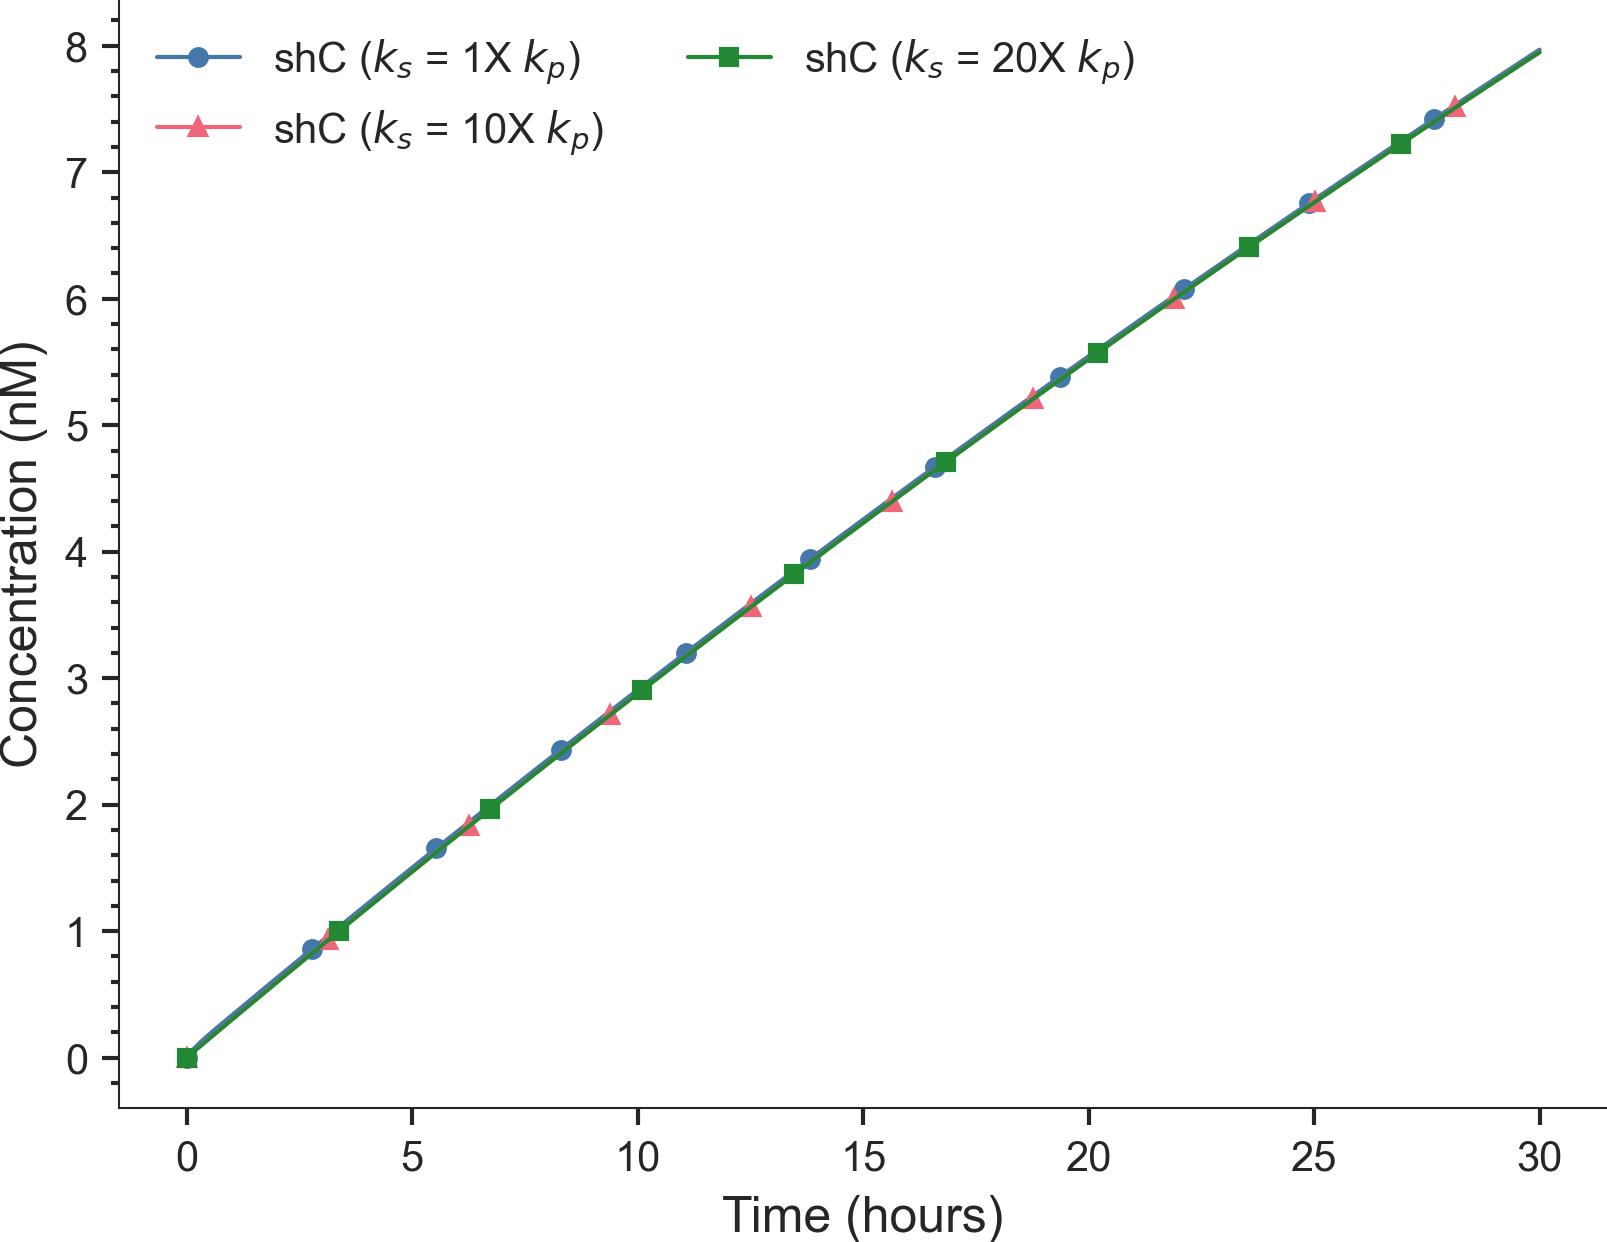 shC (kₛ = 1X kₚ)
shC (kₛ = 10X kₚ)
shC (kₛ = 20X kₚ)
Concentration (nM)
8
7
6
5
4
3
2
1
0
0 5 10 15 20 25 30
Time (hours)